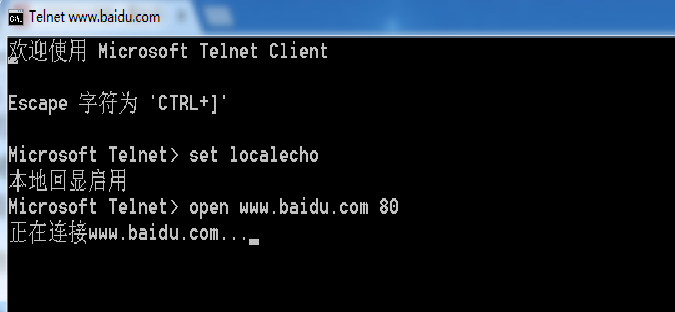 Telnet www.baidu.com
欢迎使用 Microsoft Telnet Client
Escape 字符为 'CTRL+]'
Microsoft Telnet> set localecho
本地回显启用
Microsoft Telnet> open www.baidu.com 80
正在连接www.baidu.com...